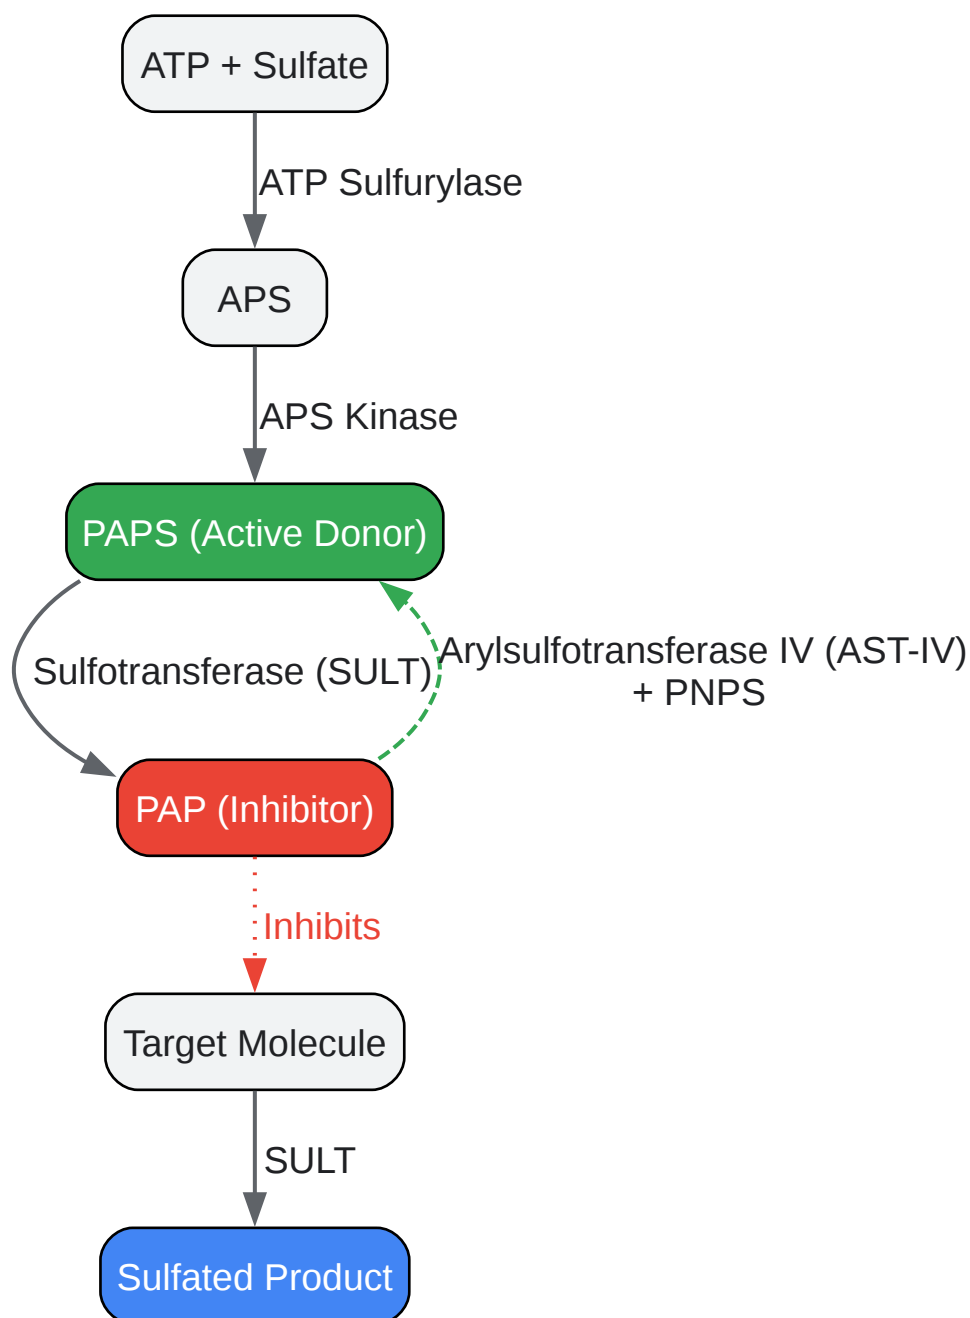 ATP + Sulfate
ATP Sulfurylase
APS
APS Kinase
PAPS (Active Donor)
Sulfotransferase (SULT)
Arylsulfotransferase IV (AST-IV)
+ PNPS
PAP (Inhibitor)
Inhibits
Target Molecule
SULT
Sulfated Product